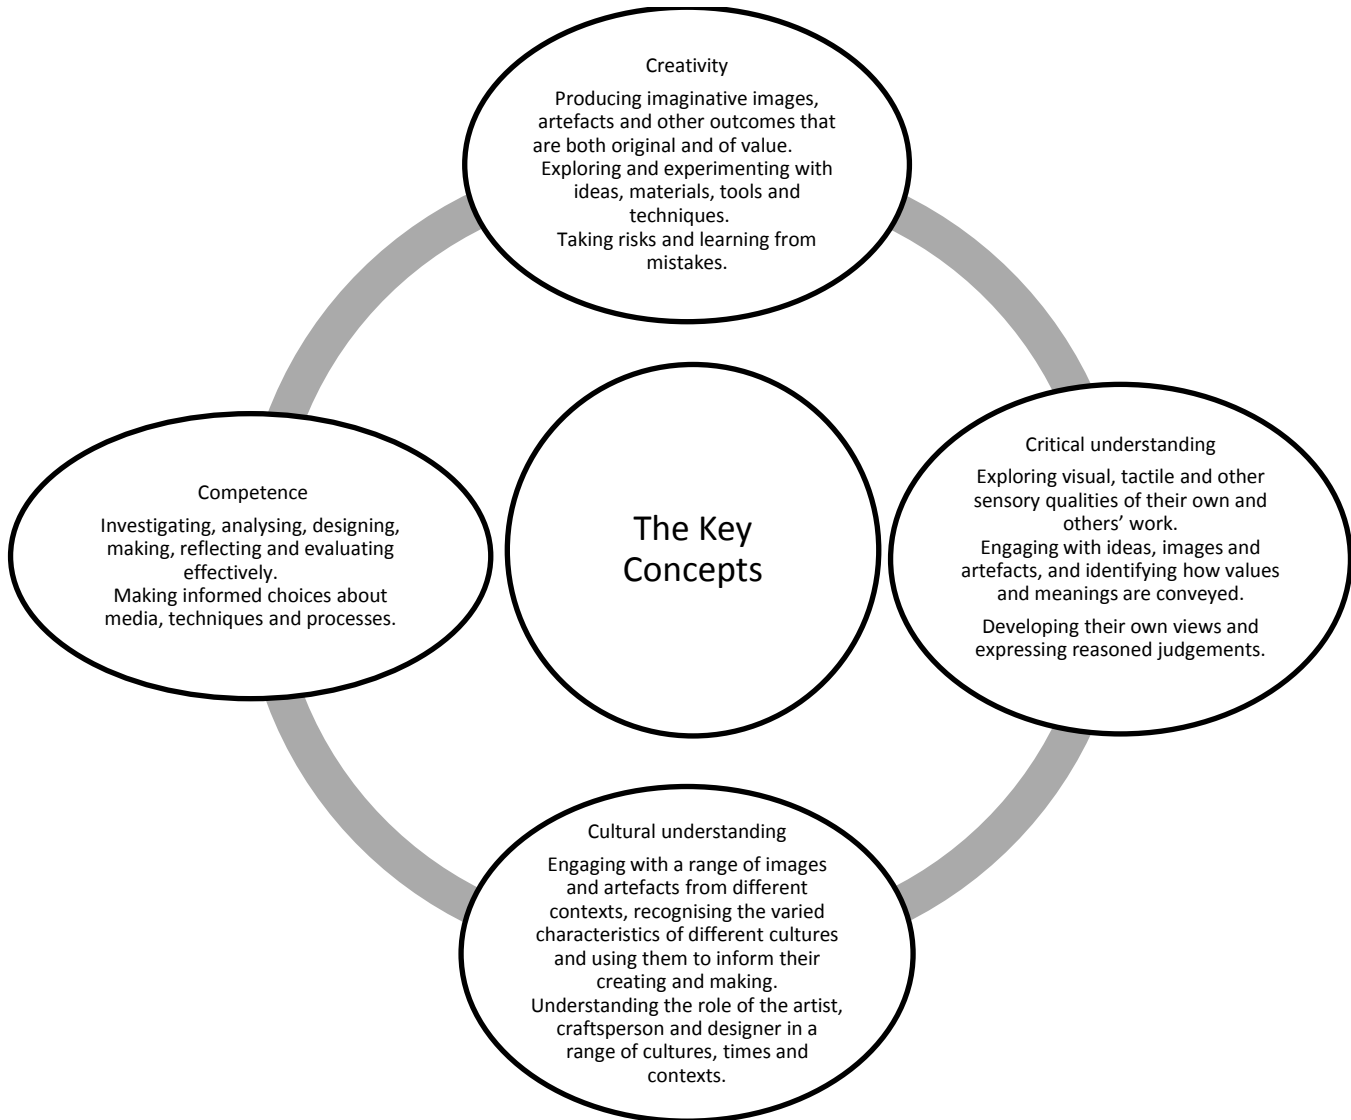 Creativity
Producing imaginative images,
artefacts and other outcomes that
are both original and of value.
Exploring and experimenting with
ideas, materials, tools and
techniques.
Taking risks and learning from
mistakes.
Critical understanding
Exploring visual, tactile and other
sensory qualities of their own and
others’ work.
Engaging with ideas, images and
artefacts, and identifying how values
and meanings are conveyed.
Developing their own views and
expressing reasoned judgements.
Cultural understanding
Engaging with a range of images
and artefacts from different
contexts, recognising the varied
characteristics of different cultures
and using them to inform their
creating and making.
Understanding the role of the artist,
craftsperson and designer in a
range of cultures, times and
contexts.
Competence
Investigating, analysing, designing,
making, reflecting and evaluating
effectively.
Making informed choices about
media, techniques and processes.
The Key
Concepts